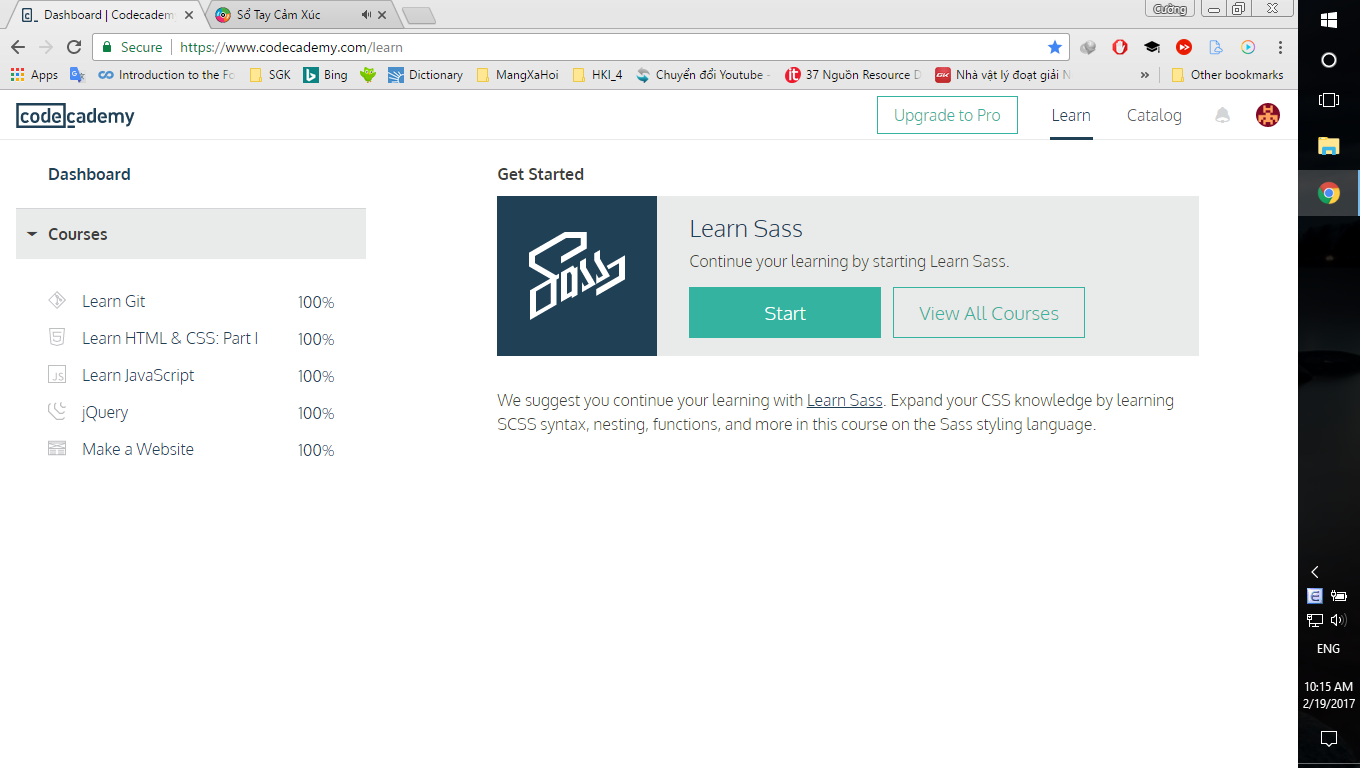 Dashboard | Codecadem
Sổ Tay Cảm Xúc
Cường
Secure
https://www.codecademy.com/learn
Apps
Introduction to the Fo
SGK
Bing
Dictionary
MangXaHoi
HKI_4
Chuyển đổi Youtube -
37 Nguồn Resource D
Nhà vật lý đoạt giải N
»
Other bookmarks
codecademy
Upgrade to Pro
Learn
Catalog
Dashboard
Courses
Learn Git 100%
Learn HTML & CSS: Part I 100%
JS Learn JavaScript 100%
jQuery 100%
Make a Website 100%
Get Started
Sass
Learn Sass
Continue your learning by starting Learn Sass.
Start
View All Courses
We suggest you continue your learning with Learn Sass. Expand your CSS knowledge by learning
SCSS syntax, nesting, functions, and more in this course on the Sass styling language.
ENG
10:15 AM
2/19/2017